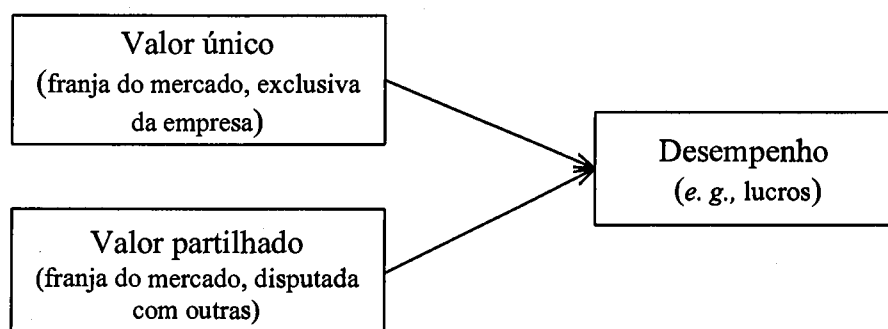 Valor único
(franja do mercado, exclusiva
da empresa)
Desempenho
(e. g., lucros)
Valor partilhado
(franja do mercado, disputada
com outras)